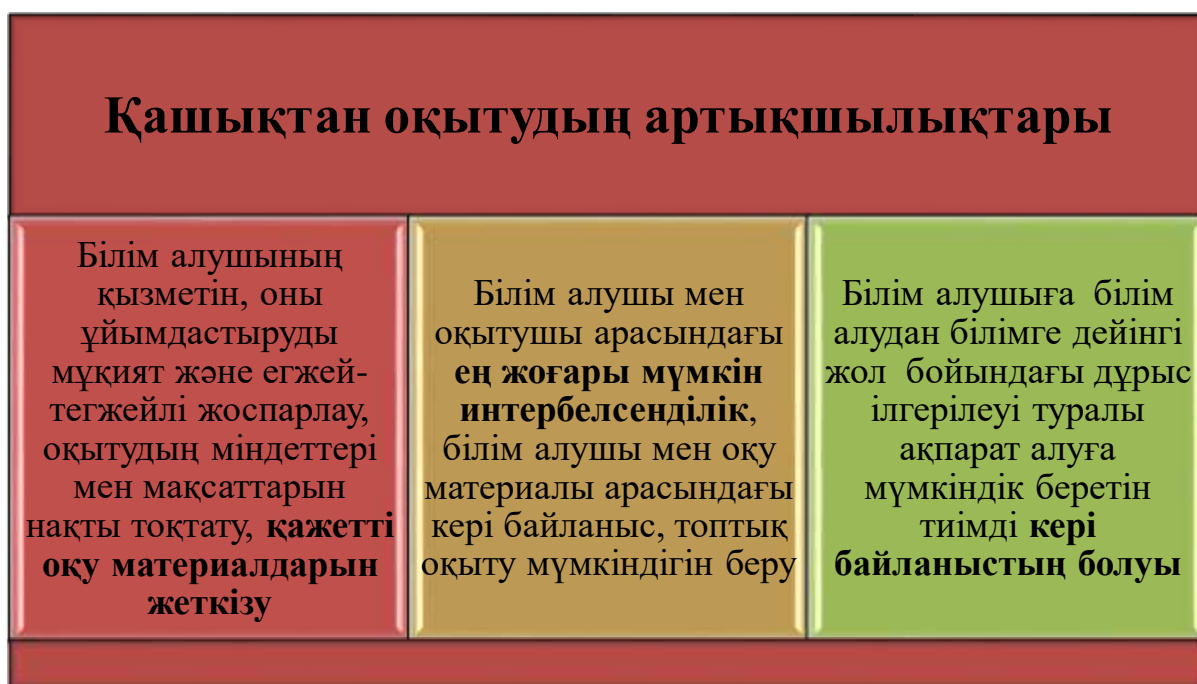 Қашықтан оқытудың артықшылықтары
Білім алушының
қызметін, оны
ұйымдастыруды
мұқият және егжей-
тегжейлі жоспарлау,
оқытудың міндеттері
мен мақсаттарын
нақты тоқтату, қажетті
оқу материалдарын
жеткізу
Білім алушы мен
оқытушы арасындағы
ең жоғары мүмкін
интербелсенділік,
білім алушы мен оқу
материалы арасындағы
кері байланыс, топтық
оқыту мүмкіндігін беру
Білім алушыға білім
алудан білімге дейінгі
жол бойындағы дұрыс
ілгерілеуі туралы
ақпарат алуға
мүмкіндік беретін
тиімді кері
байланыстың болуы